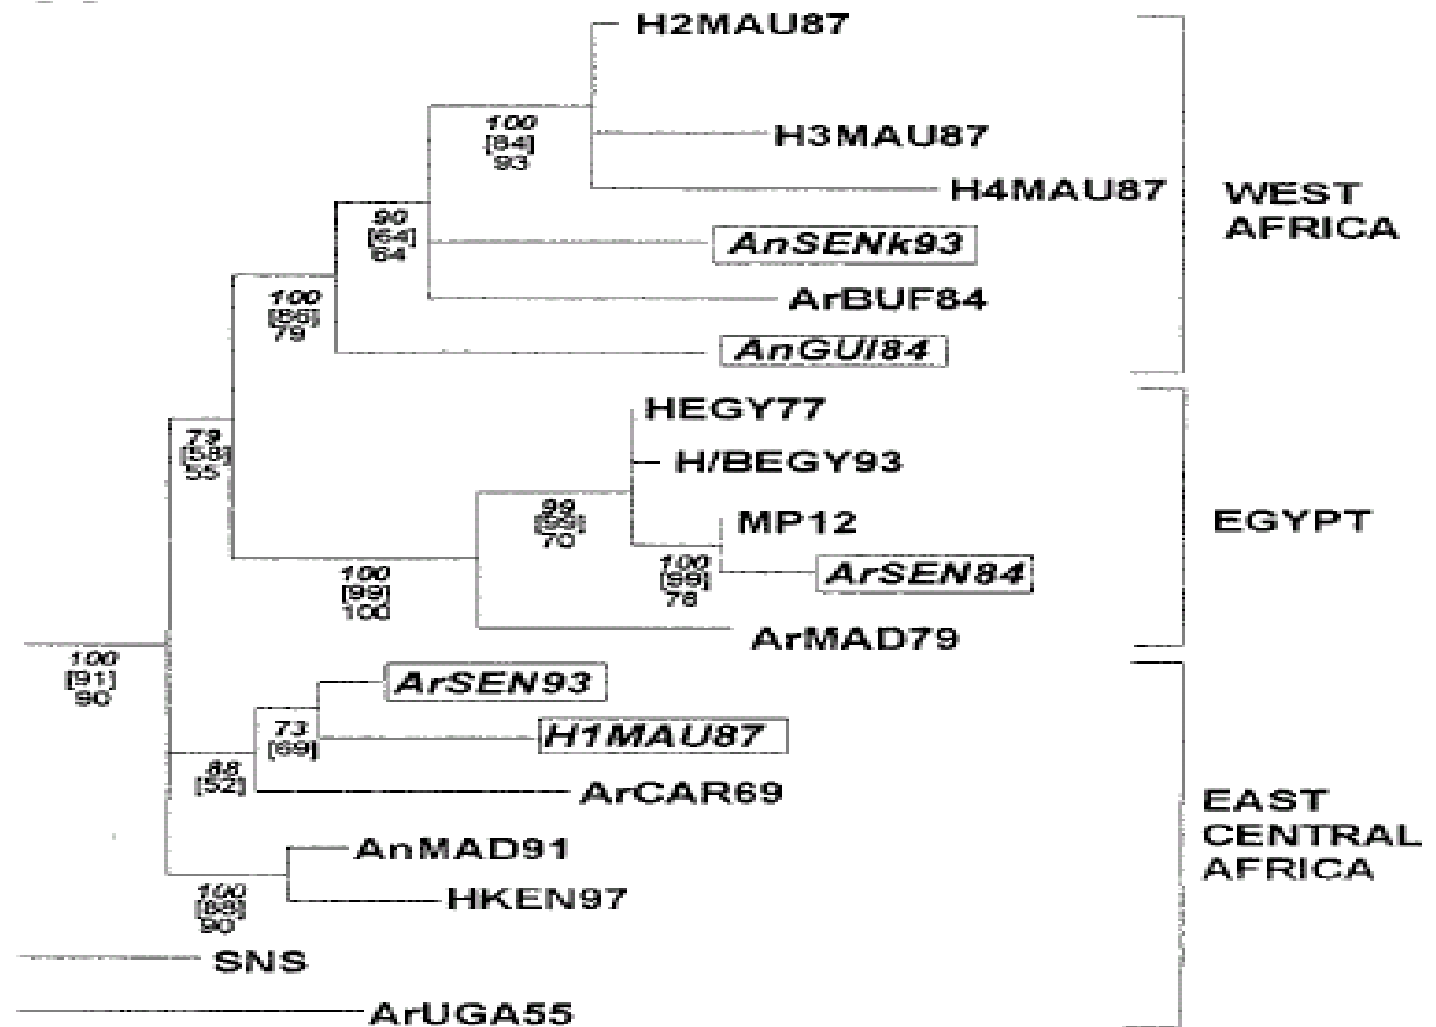 H2MAU87
100
[84]
93
H3MAU87
H4MAU87
WEST
AFRICA
90
[64]
64
AnSENk93
ArBUF84
100
[86]
79
AnGUI84
HEGY77
79
[58]
55
H/BEGY93
99
70
MP12
EGYPT
100
[99]
78
ArSEN84
100
[99]
100
ArMAD79
100
[91]
90
ArSEN93
73
[69]
H1MAU87
88
[52]
ArCAR69
EAST
CENTRAL
AFRICA
AnMAD91
100
[88]
90
HKEN97
SNS
ArUGA55